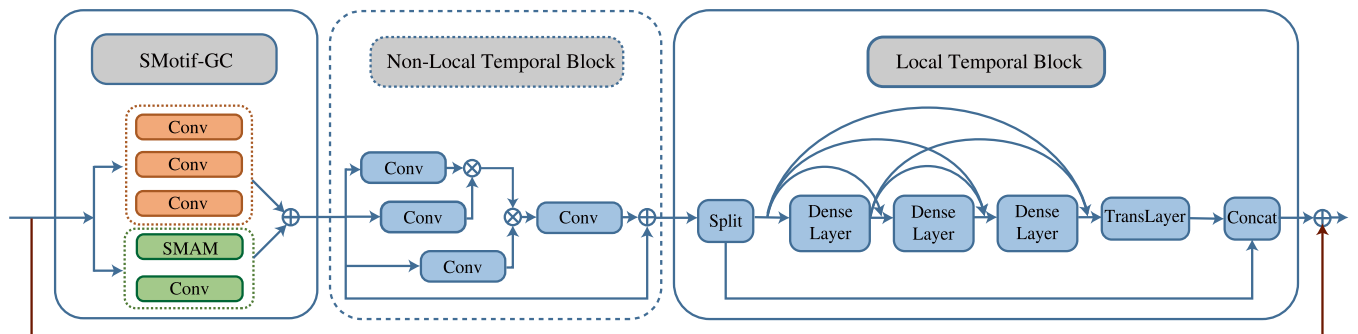 SMotif-GC
Conv
Conv
Conv
SMAM
Conv
Non-Local Temporal Block
Conv
Conv
Conv
Conv
Local Temporal Block
Split
Dense
Layer
Dense
Layer
Dense
Layer
TransLayer
Concat